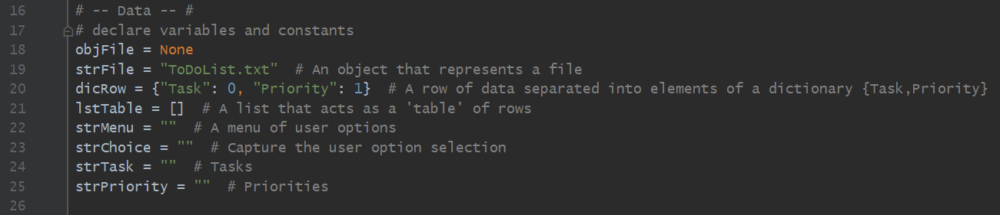 16 # -- Data -- #
17 # declare variables and constants
18 objFile = None
19 strFile = "ToDoList.txt"  # An object that represents a file
20 dicRow = {"Task": 0, "Priority": 1}  # A row of data separated into elements of a dictionary {Task,Priority}
21 lstTable = []  # A list that acts as a 'table' of rows
22 strMenu = ""  # A menu of user options
23 strChoice = ""  # Capture the user option selection
24 strTask = ""  # Tasks
25 strPriority = ""  # Priorities
26